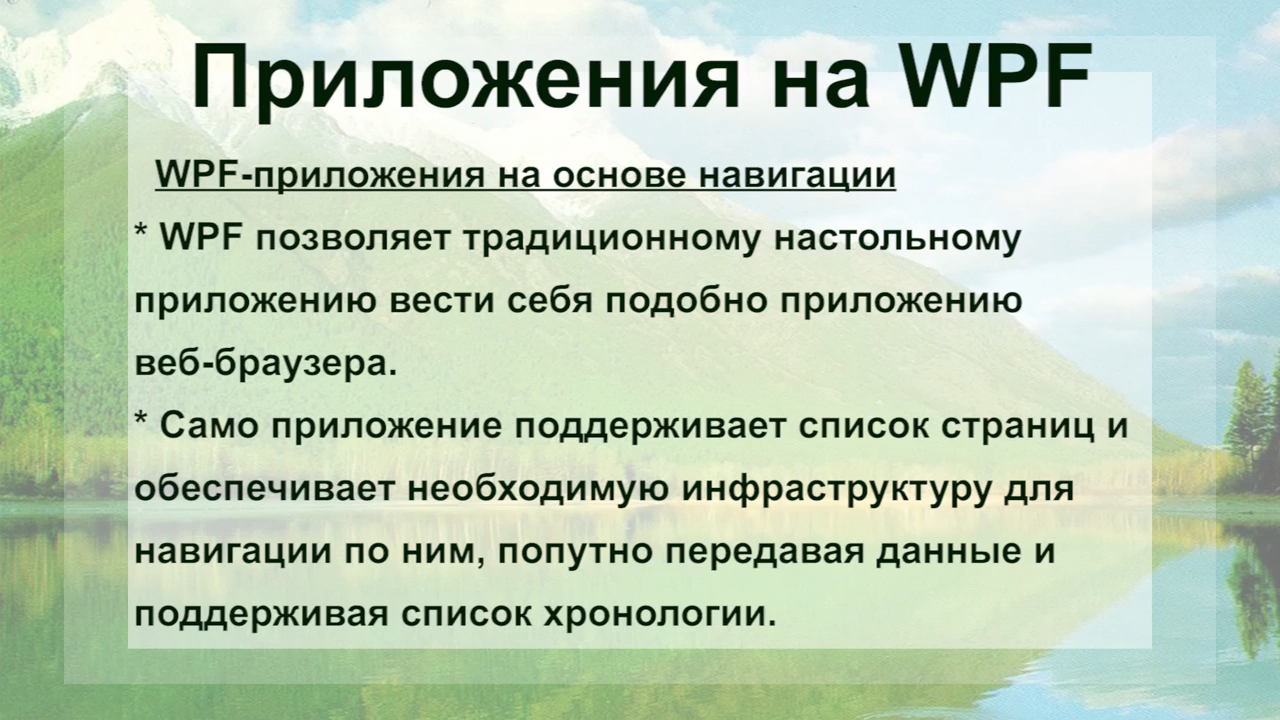 Приложения на WPF
WPF-приложения на основе навигации
* WPF позволяет традиционному настольному
приложению вести себя подобно приложению
веб-браузера.
* Само приложение поддерживает список страниц и
обеспечивает необходимую инфраструктуру для
навигации по ним, попутно передавая данные и
поддерживая список хронологии.